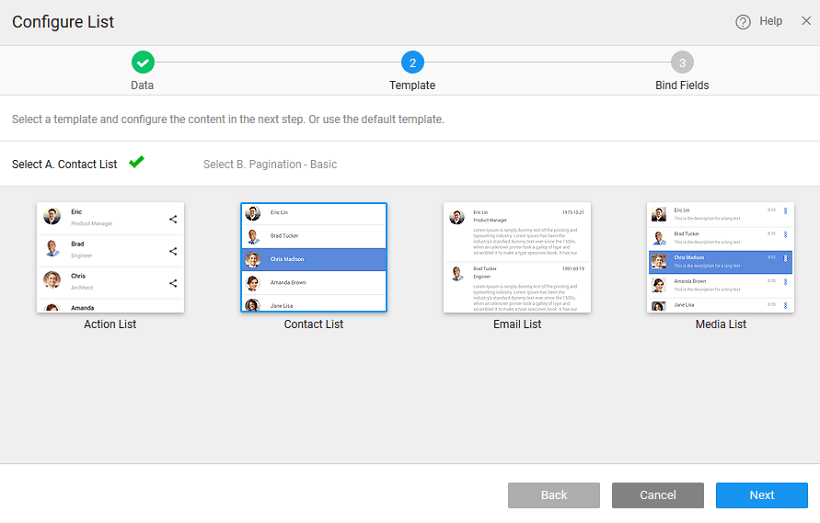 Configure List
Help
2
3
Data
Template
Bind Fields
Select a template and configure the content in the next step. Or use the default template.
Select A. Contact List
Select B. Pagination - Basic
Eric
Product Manager
Brad
Engineer
Chris
Architect
Amanda
Action List
Eric Lin
Brad Tucker
Chris Madison
Amanda Brown
Jane Lisa
Contact List
Eric Lin
1973-10-21
Product Manager
Lorem Ipsum is simply dummy text of the printing and
typesetting industry. Lorem Ipsum has been the
industry's standard dummy text ever since the 1500s,
when an unknown printer took a galley of type and
scrambled it to make a type specimen book. It has sur
Brad Tucker
1991-03-19
Engineer
Lorem Ipsum is simply dummy text of the printing and
typesetting industry. Lorem Ipsum has been the
industry's standard dummy text ever since the 1500s,
when an unknown printer took a galley of type and
scrambled it to make a type specimen book. It has sur
Email List
Eric Lin
This is the description for a long text
Brad Tucker
This is the description for a long text
Chris Madison
This is the description for a long text
Amanda Brown
This is the description for a long text
Jane Lisa
This is the description for a long text
Media List
Back
Cancel
Next